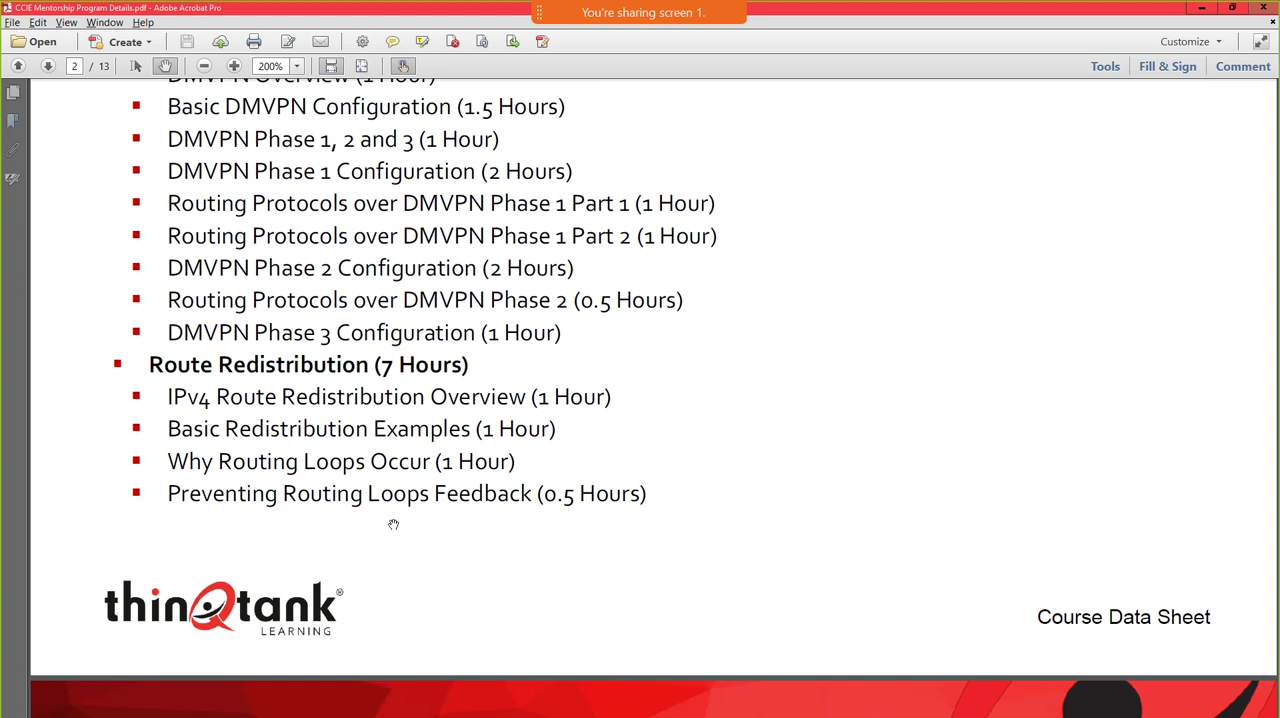 CCIE Mentorship Program Details.pdf - Adobe Acrobat Pro
You're sharing screen 1.
File Edit View Window Help
Open Create Customize
2 / 13 200% Tools Fill & Sign Comment
DMVPN Overview (1 Hour)
Basic DMVPN Configuration (1.5 Hours)
DMVPN Phase 1, 2 and 3 (1 Hour)
DMVPN Phase 1 Configuration (2 Hours)
Routing Protocols over DMVPN Phase 1 Part 1 (1 Hour)
Routing Protocols over DMVPN Phase 1 Part 2 (1 Hour)
DMVPN Phase 2 Configuration (2 Hours)
Routing Protocols over DMVPN Phase 2 (0.5 Hours)
DMVPN Phase 3 Configuration (1 Hour)
Route Redistribution (7 Hours)
IPv4 Route Redistribution Overview (1 Hour)
Basic Redistribution Examples (1 Hour)
Why Routing Loops Occur (1 Hour)
Preventing Routing Loops Feedback (0.5 Hours)
thinQtank®
LEARNING
Course Data Sheet